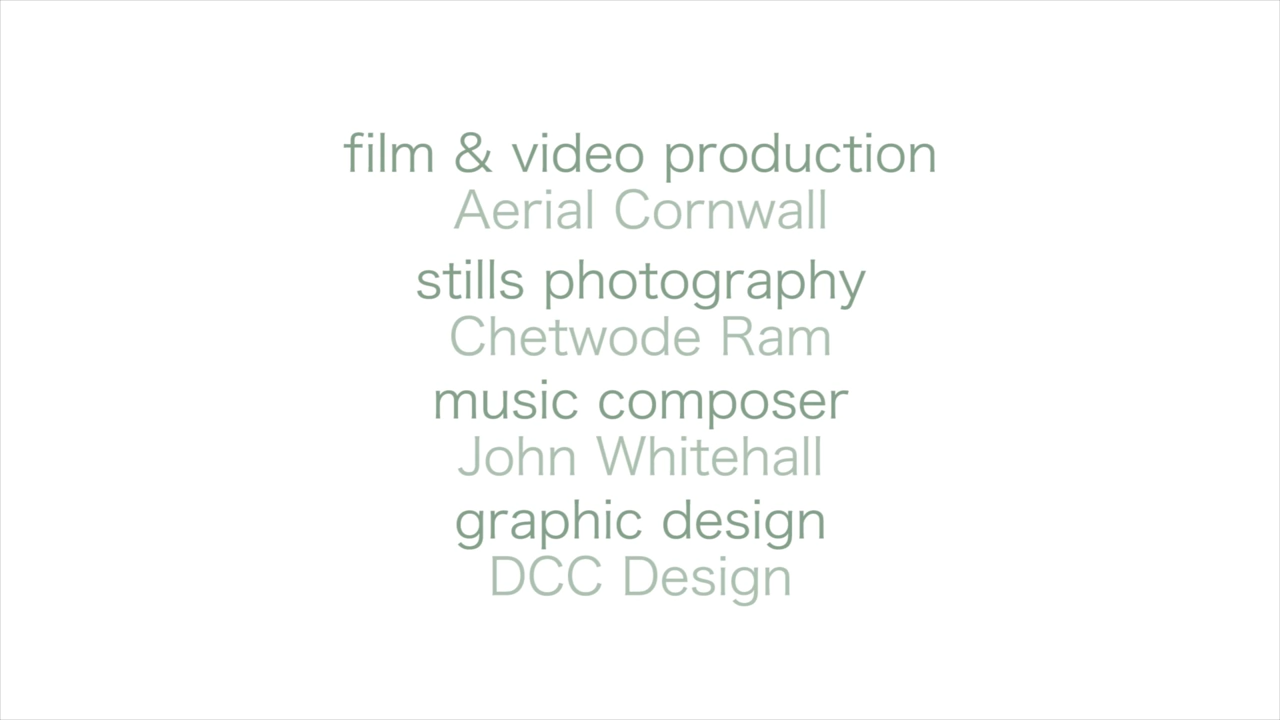 film & video production
Aerial Cornwall
stills photography
Chetwode Ram
music composer
John Whitehall
graphic design
DCC Design